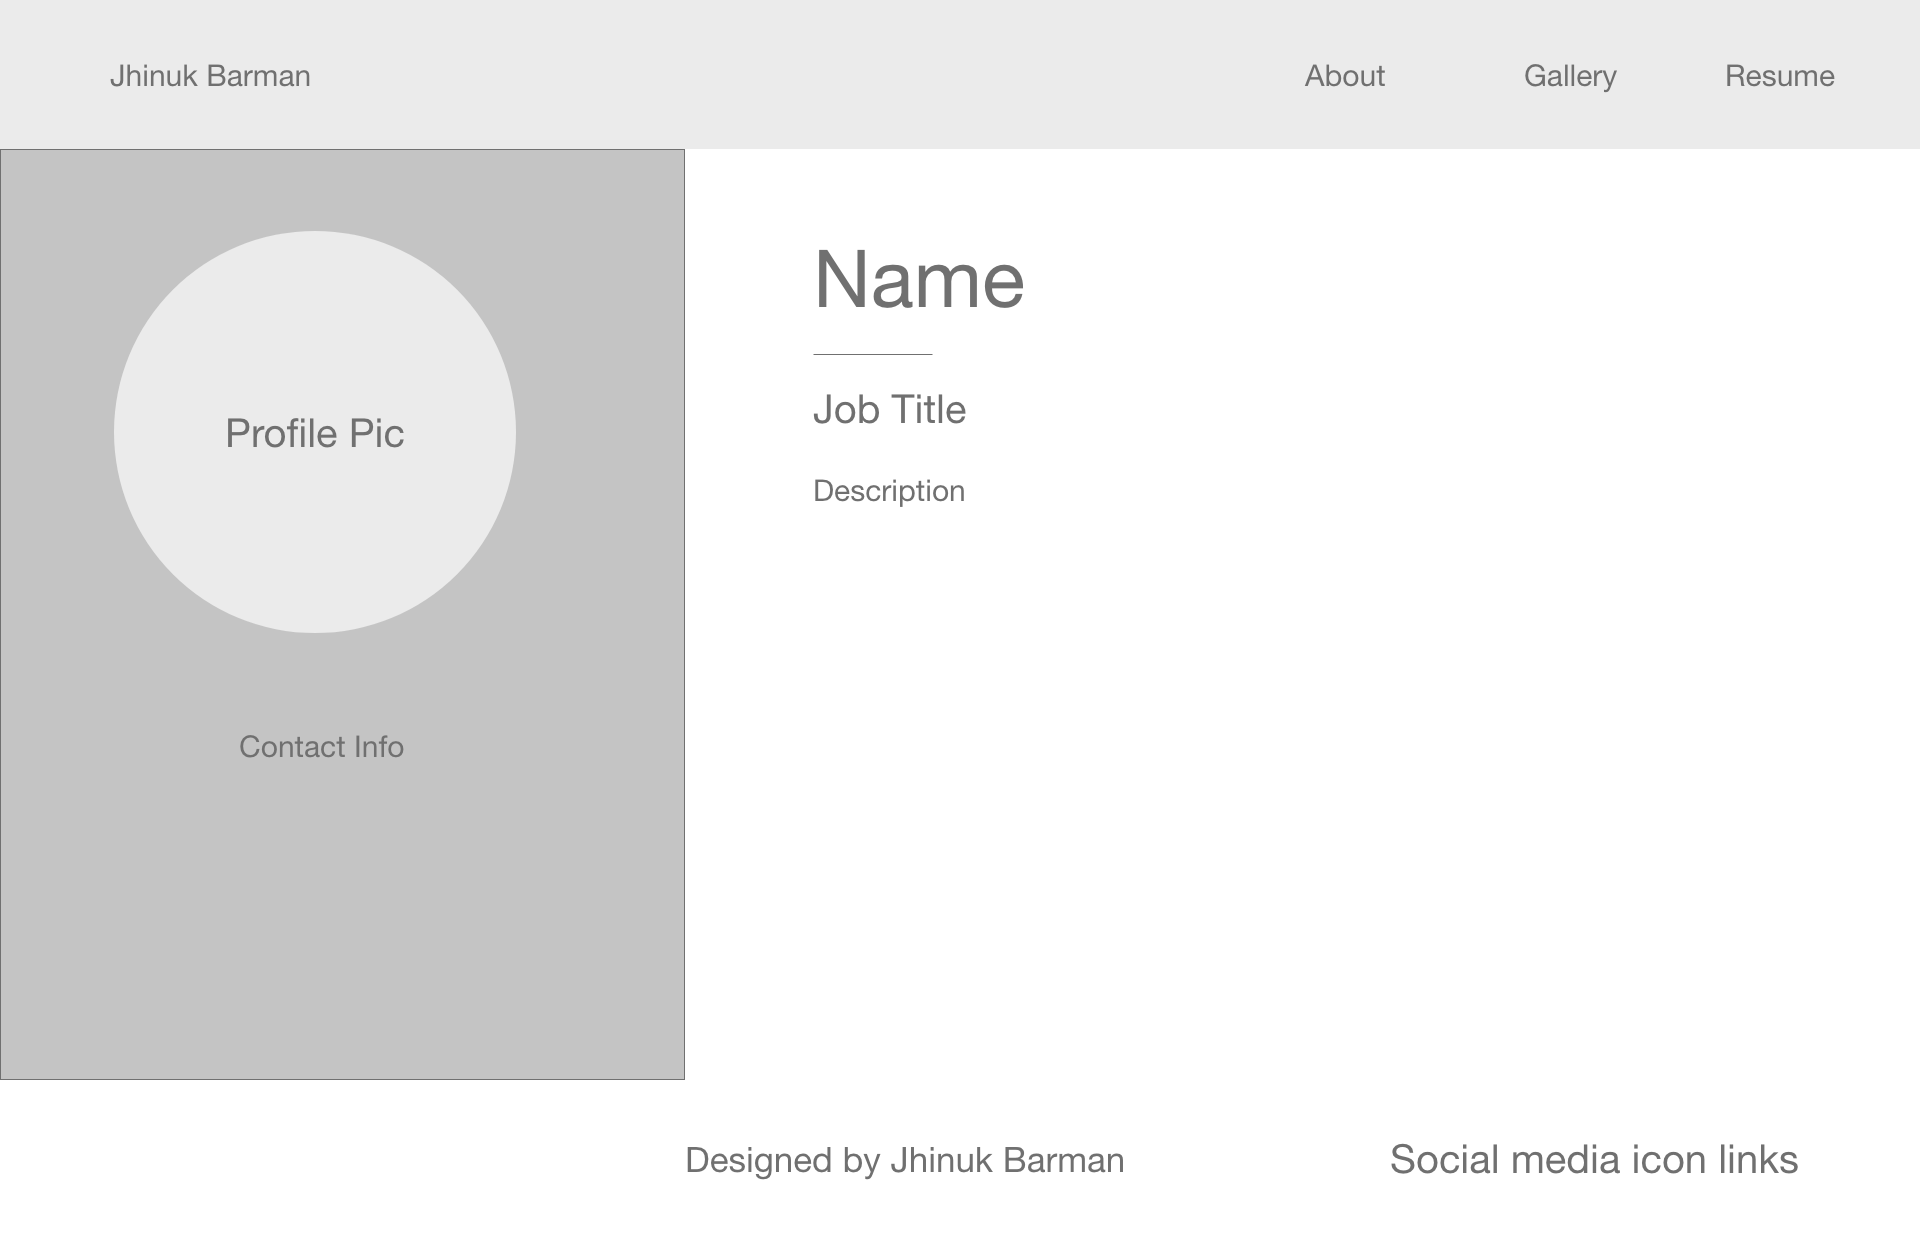 Jhinuk Barman
About
Gallery
Resume
Profile Pic
Contact Info
Name
Job Title
Description
Designed by Jhinuk Barman
Social media icon links